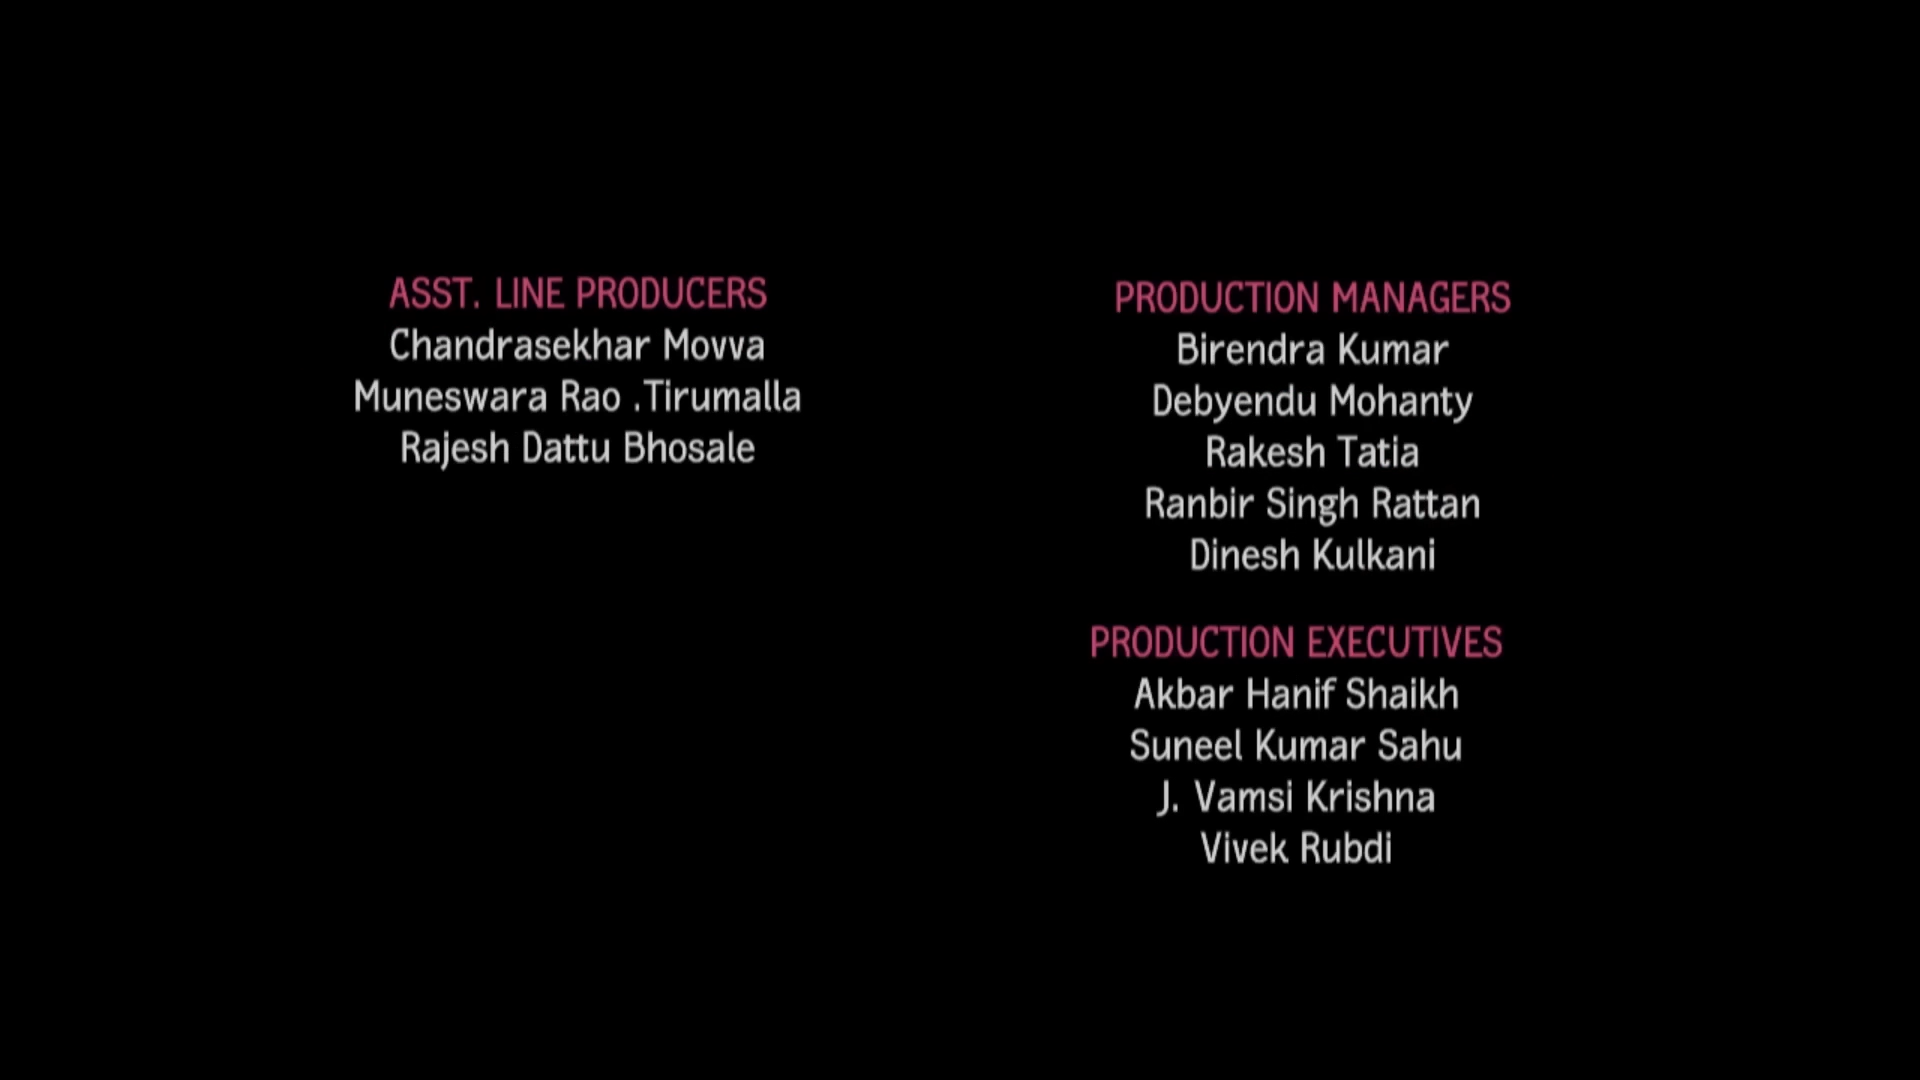 ASST. LINE PRODUCERS
Chandrasekhar Movva
Muneswara Rao .Tirumalla
Rajesh Dattu Bhosale
PRODUCTION MANAGERS
Birendra Kumar
Debyendu Mohanty
Rakesh Tatia
Ranbir Singh Rattan
Dinesh Kulkani
PRODUCTION EXECUTIVES
Akbar Hanif Shaikh
Suneel Kumar Sahu
J. Vamsi Krishna
Vivek Rubdi